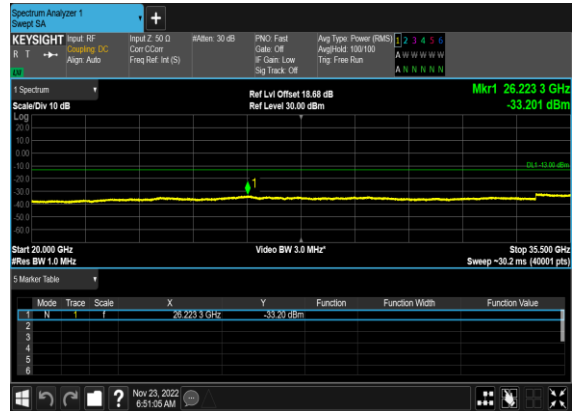 Spectrum Analyzer 1
Swept SA
+
KEYSIGHT Input: RF Input Z: 50 Ω #Atten: 30 dB PNO: Fast Avg Type: Power (RMS) 1 2 3 4 5 6
R T Coupling: DC Corr CCorr Gate: Off Avg|Hold: 100/100 A W W W W W
Align: Auto Freq Ref: Int (S) IF Gain: Low Trig: Free Run
Sig Track: Off A N N N N N
1 Spectrum Ref Lvl Offset 18.68 dB Mkr1 26.223 3 GHz
Scale/Div 10 dB Ref Level 30.00 dBm -33.201 dBm
Log
20.0
10.0
0.00
-10.0 DL1 -13.00 dBm
-20.0 1
-30.0
-40.0
-50.0
-60.0
Start 20.000 GHz Video BW 3.0 MHz* Stop 35.500 GHz
#Res BW 1.0 MHz Sweep ~30.2 ms (40001 pts)
5 Marker Table
Mode Trace Scale X Y Function Function Width Function Value
1 N 1 f 26.223 3 GHz -33.20 dBm
2
3
4
5
6
? Nov 23, 2022
6:51:05 AM